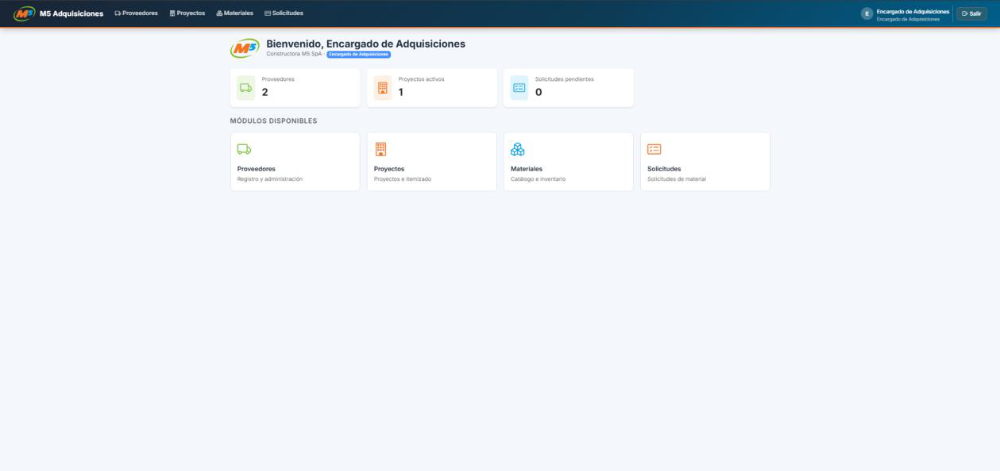 M5 M5 Adquisiciones Proveedores Proyectos Materiales Solicitudes E Encargado de Adquisiciones Salir
Encargado de Adquisiciones
M5 Bienvenido, Encargado de Adquisiciones
Constructora M5 SpA · Encargado de Adquisiciones
Proveedores
2
Proyectos activos
1
Solicitudes pendientes
0
MÓDULOS DISPONIBLES
Proveedores
Registro y administración
Proyectos
Proyectos e itemizado
Materiales
Catálogo e inventario
Solicitudes
Solicitudes de material